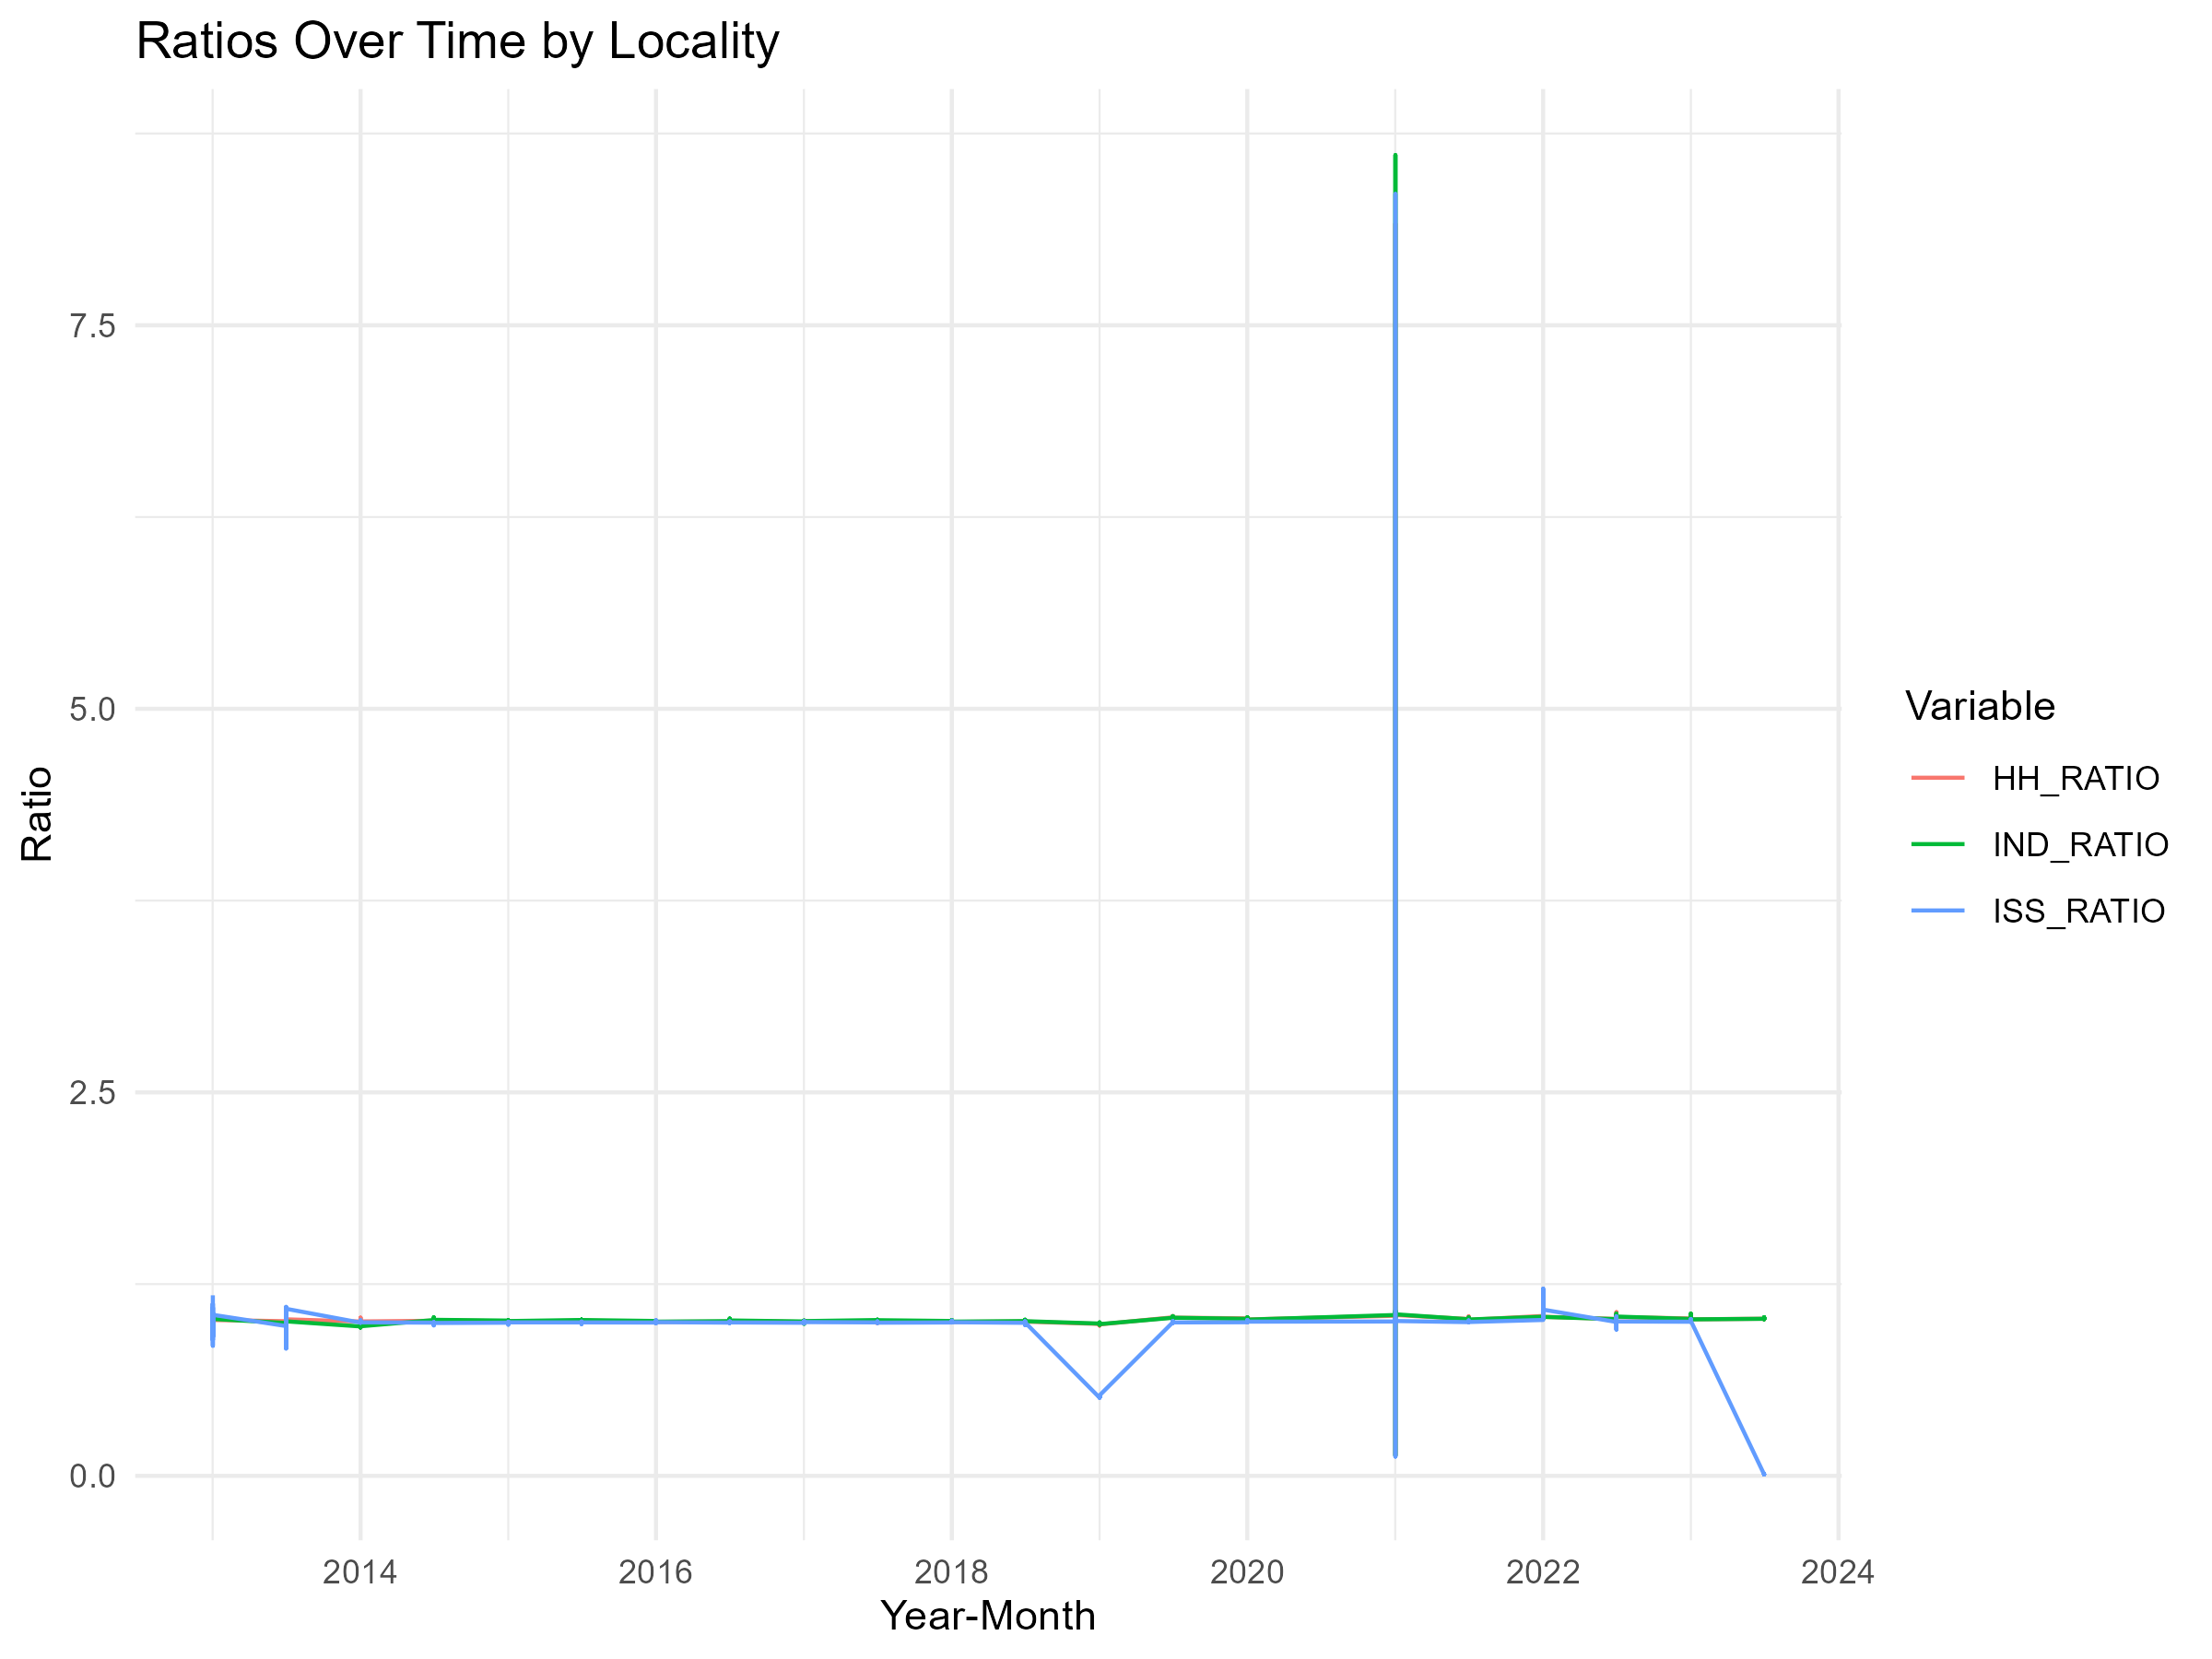 Ratios Over Time by Locality
7.5
5.0
2.5
0.0
Ratio
2014 2016 2018 2020 2022 2024
Year-Month
Variable
HH_RATIO
IND_RATIO
ISS_RATIO